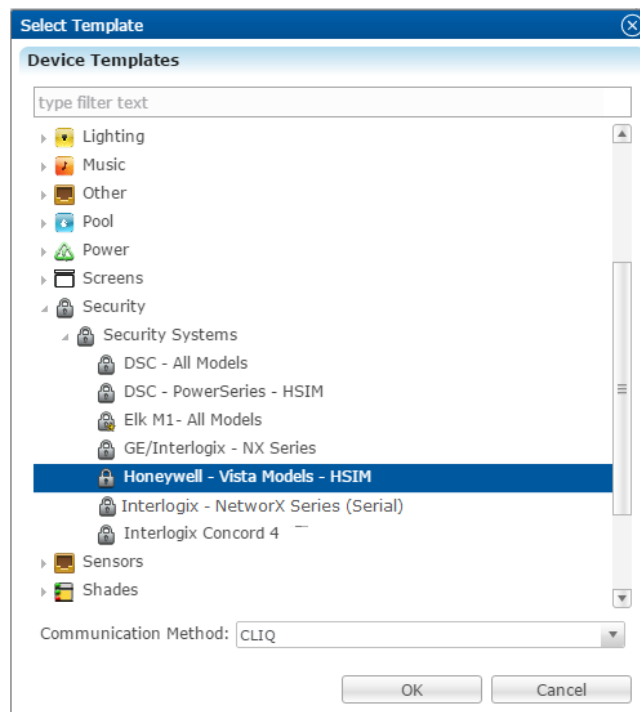 Select Template
Device Templates
type filter text
Lighting
Music
Other
Pool
Power
Screens
Security
Security Systems
DSC - All Models
DSC - PowerSeries - HSIM
Elk M1- All Models
GE/Interlogix - NX Series
Honeywell - Vista Models - HSIM
Interlogix - NetworX Series (Serial)
Interlogix Concord 4
Sensors
Shades
Communication Method: CLIQ
OK Cancel